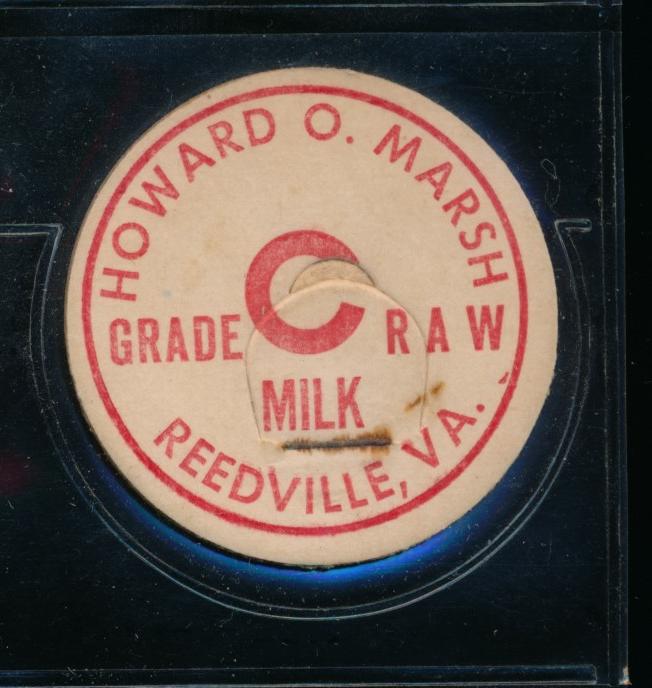 HOWARD O. MARSH
GRADE C RAW
MILK
REEDVILLE, VA.